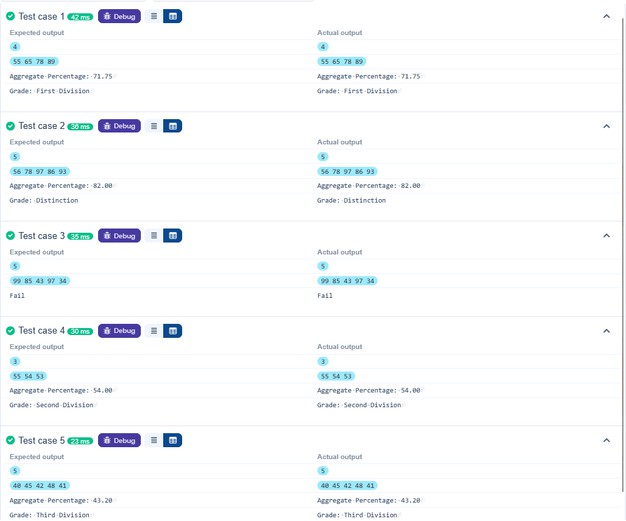 Test case 1 42 ms Debug
Expected output Actual output
4 4
55 65 78 89 55 65 78 89
Aggregate Percentage: 71.75 Aggregate Percentage: 71.75
Grade: First Division Grade: First Division
Test case 2 36 ms Debug
Expected output Actual output
5 5
56 78 97 86 93 56 78 97 86 93
Aggregate Percentage: 82.00 Aggregate Percentage: 82.00
Grade: Distinction Grade: Distinction
Test case 3 35 ms Debug
Expected output Actual output
5 5
99 85 43 97 34 99 85 43 97 34
Fail Fail
Test case 4 30 ms Debug
Expected output Actual output
3 3
55 54 53 55 54 53
Aggregate Percentage: 54.00 Aggregate Percentage: 54.00
Grade: Second Division Grade: Second Division
Test case 5 23 ms Debug
Expected output Actual output
5 5
40 45 42 48 41 40 45 42 48 41
Aggregate Percentage: 43.20 Aggregate Percentage: 43.20
Grade: Third Division Grade: Third Division